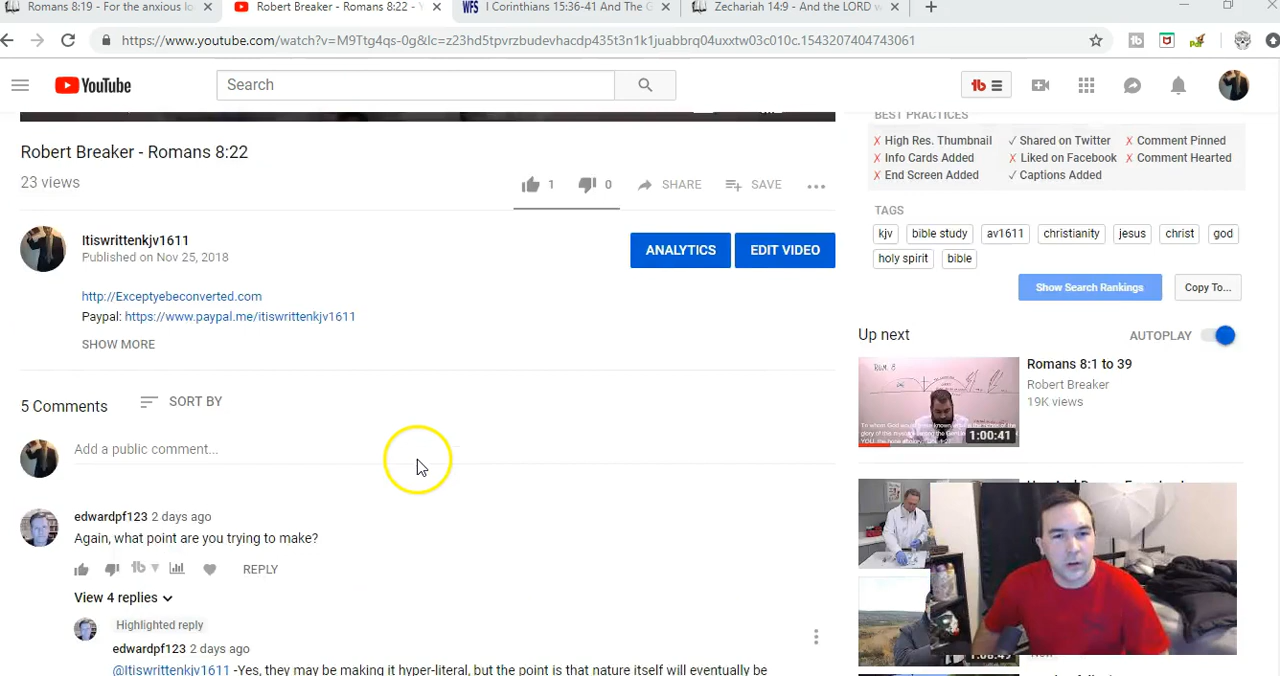 Romans 8:19 - For the anxious lo
Robert Breaker - Romans 8:22 - Y
WFS I Corinthians 15:36-41 And The G
Zechariah 14:9 - And the LORD w
https://www.youtube.com/watch?v=M9Ttg4qs-0g&lc=z23hd5tpvrzbudevhacdp435t3n1k1juabbrq04uxxtw03c010c.1543207404743061
YouTube
Search
tb
BEST PRACTICES
X High Res. Thumbnail ✓ Shared on Twitter X Comment Pinned
X Info Cards Added X Liked on Facebook X Comment Hearted
X End Screen Added ✓ Captions Added
TAGS
kjv bible study av1611 christianity jesus christ god
holy spirit bible
Show Search Rankings Copy To...
Robert Breaker - Romans 8:22
23 views
1 0 SHARE SAVE
Itiswrittenkjv1611
Published on Nov 25, 2018
ANALYTICS EDIT VIDEO
http://Exceptyebeconverted.com
Paypal: https://www.paypal.me/itiswrittenkjv1611
SHOW MORE
5 Comments SORT BY
Add a public comment...
edwardpf123 2 days ago
Again, what point are you trying to make?
tb REPLY
View 4 replies
Highlighted reply
edwardpf123 2 days ago
@Itiswrittenkjv1611 -Yes, they may be making it hyper-literal, but the point is that nature itself will eventually be
Up next AUTOPLAY
Romans 8:1 to 39
Robert Breaker
19K views
1:00:41